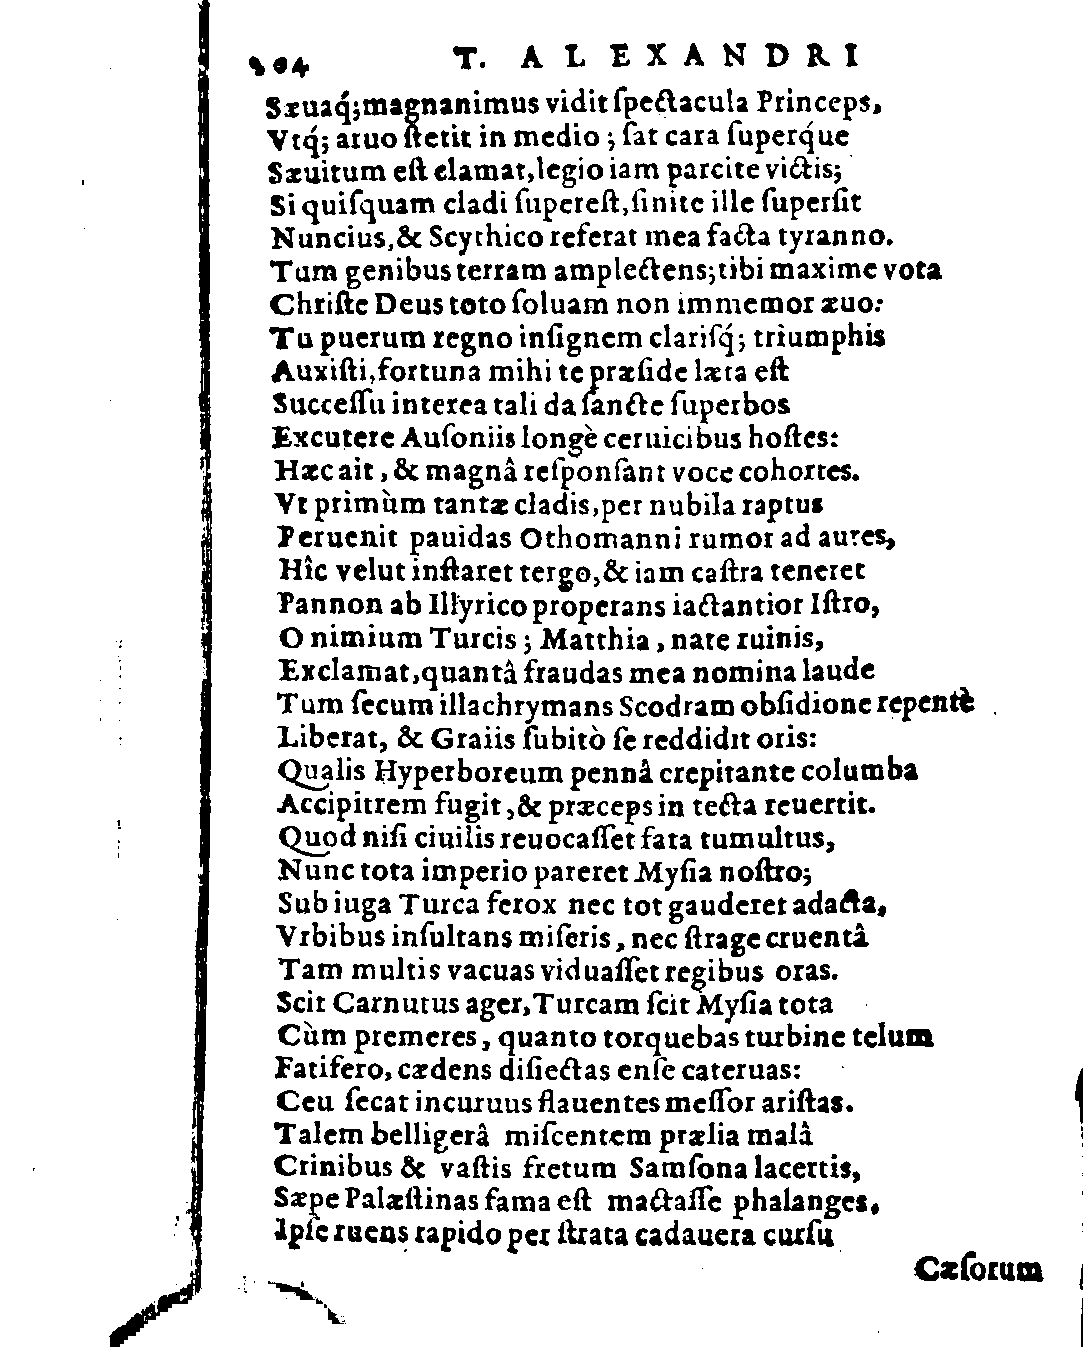 804 T. ALEXANDRI
Sæuaq́;magnanimus vidit ſpectacula Princeps,
Vtq́; aruo ſtetit in medio ; ſat cara ſuperq́ue
Sæuitum eſt clamat,legio iam parcite victis;
Si quiſquam cladi ſupereſt,ſinite ille ſuperſit
Nuncius,& Scythico referat mea facta tyranno.
Tum genibus terram amplectens;tibi maxime vota
Chriſte Deus toto ſoluam non immemor æuo:
Tu puerum regno inſignem clariſq́; triumphis
Auxiſti,fortuna mihi te præſide læta eſt
Succeſſu interea tali da ſancte ſuperbos
Excutere Auſoniis longè ceruicibus hoſtes:
Hæc ait , & magnâ reſponſant voce cohortes.
Vt primùm tantæ cladis,per nubila raptus
Peruenit pauidas Othomanni rumor ad aures,
Hîc velut inſtaret tergo,& iam caſtra teneret
Pannon ab Illyrico properans iactantior Iſtro,
O nimium Turcis ; Matthia , nate ruinis,
Exclamat,quantâ fraudas mea nomina laude
Tum ſecum illachrymans Scodram obſidione repentè
Liberat, & Graiis ſubitò ſe reddidit oris:
Qualis Hyperboreum pennâ crepitante columba
Accipitrem fugit ,& præceps in tecta reuertit.
Quod niſi ciuilis reuocaſſet fata tumultus,
Nunc tota imperio pareret Myſia noſtro;
Sub iuga Turca ferox nec tot gauderet adacta,
Vrbibus inſultans miſeris , nec ſtrage cruentâ
Tam multis vacuas viduaſſet regibus oras.
Scit Carnutus ager,Turcam ſcit Myſia tota
Cùm premeres , quanto torquebas turbine telum
Fatifero, cædens diſiectas enſe cateruas:
Ceu ſecat incuruus flauentes meſſor ariſtas.
Talem belligerâ miſcentem prælia malâ
Crinibus & vaſtis fretum Samſona lacertis,
Sæpe Palæſtinas fama eſt mactaſſe phalanges.
Ipſe ruens rapido per ſtrata cadauera curſu
Cæſorum